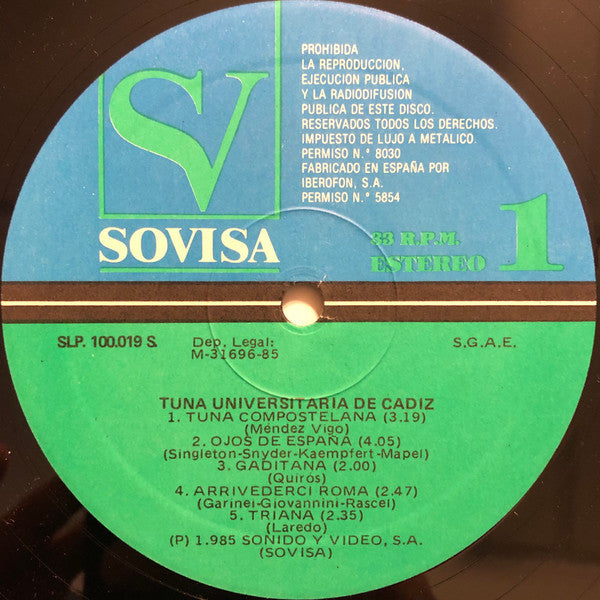 SV
PROHIBIDA
LA REPRODUCCION,
EJECUCION PUBLICA
Y LA RADIODIFUSION
PUBLICA DE ESTE DISCO.
RESERVADOS TODOS LOS DERECHOS.
IMPUESTO DE LUJO A METALICO.
PERMISO N.° 8030
FABRICADO EN ESPAÑA POR
IBEROFON, S.A.
PERMISO N.° 5854
SOVISA
33 R.P.M.
ESTEREO 1
SLP. 100.019 S. Dep. Legal: S.G.A.E.
M-31696-85
TUNA UNIVERSITARIA DE CADIZ
1. TUNA COMPOSTELANA (3.19)
(Méndez Vigo)
2. OJOS DE ESPAÑA (4.05)
(Singleton-Snyder-Kaempfert-Mapel)
3. GADITANA (2.00)
(Quirós)
4. ARRIVEDERCI ROMA (2.47)
(Garinei-Giovannini-Rascel)
5. TRIANA (2.35)
(Laredo)
(P) 1.985 SONIDO Y VIDEO, S.A.
(SOVISA)